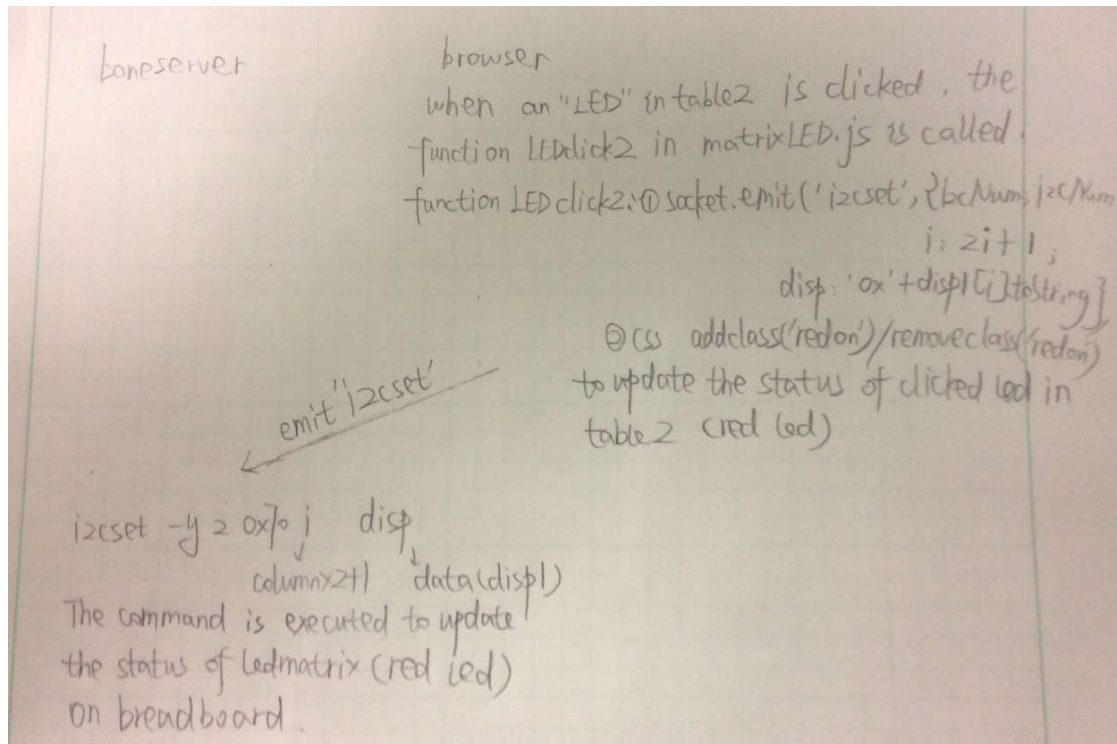 boneserver
browser
when an "LED" in table2 is clicked, the
function LEDclick2 in matrixLED.js is called.
function LEDclick2:① socket.emit('i2cset', {i2cNum: i2cNum
i: 2i+1;
disp: '0x'+disp1[i].toString}
② css addclass('redon')/removeclass('redon')
to update the status of clicked led in
table2 (red led)
emit 'i2cset'
i2cset -y 2 0x70 i disp
column×2+1 data(disp1)
The command is executed to update
the status of Ledmatrix (red led)
on breadboard.